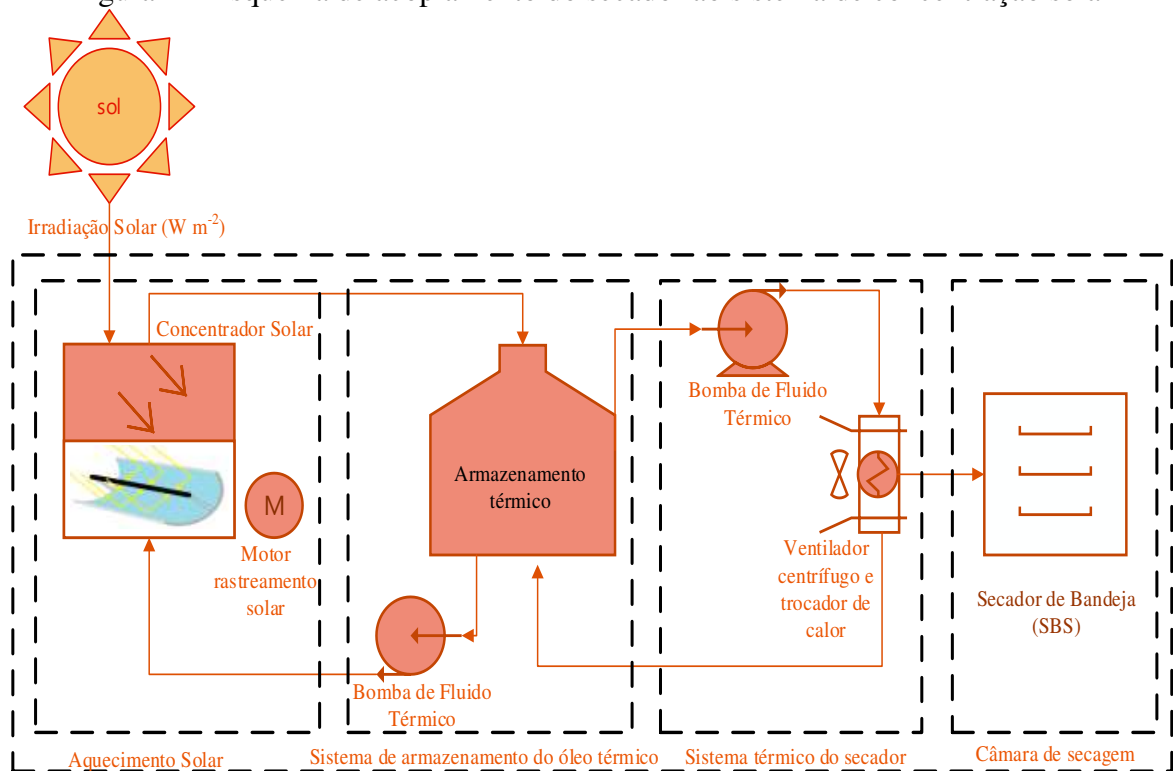 sol
Irradiação Solar (W m-2)
Concentrador Solar
M
Motor
rastreamento
solar
Armazenamento
térmico
Bomba de Fluido
Térmico
Bomba de Fluido
Térmico
Ventilador
centrífugo e
trocador de
calor
Secador de Bandeja
(SBS)
Aquecimento Solar
Sistema de armazenamento do óleo térmico
Sistema térmico do secador
Câmara de secagem